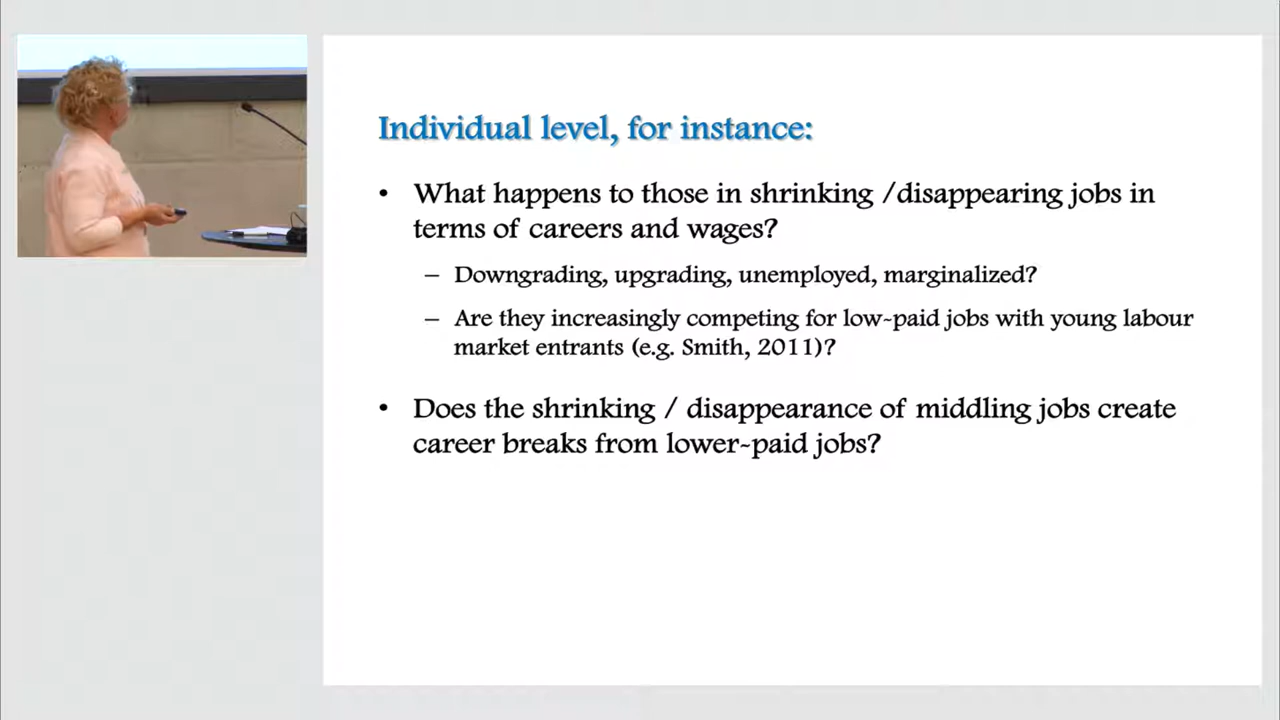 Individual level, for instance:
• What happens to those in shrinking /disappearing jobs in
terms of careers and wages?
– Downgrading, upgrading, unemployed, marginalized?
– Are they increasingly competing for low-paid jobs with young labour
market entrants (e.g. Smith, 2011)?
• Does the shrinking / disappearance of middling jobs create
career breaks from lower-paid jobs?